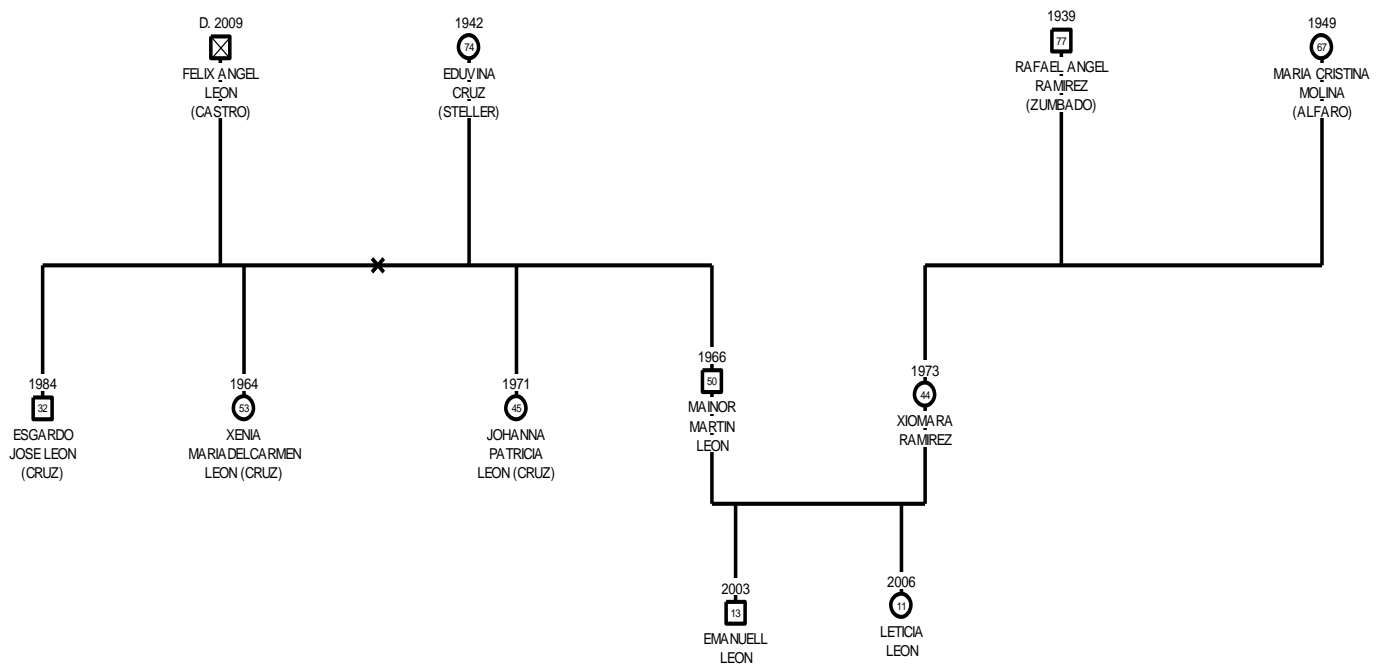 D. 2009
FELIX ANGEL
LEON
(CASTRO)
1942
74
EDUVINA
CRUZ
(STELLER)
1939
77
RAFAEL ANGEL
RAMIREZ
(ZUMBADO)
1949
67
MARIA CRISTINA
MOLINA
(ALFARO)
1984
32
ESGARDO
JOSE LEON
(CRUZ)
1964
53
XENIA
MARIADELCARMEN
LEON (CRUZ)
1971
45
JOHANNA
PATRICIA
LEON (CRUZ)
1966
50
MAINOR
MARTIN
LEON
1973
44
XIOMARA
RAMIREZ
2003
13
EMANUELL
LEON
2006
11
LETICIA
LEON